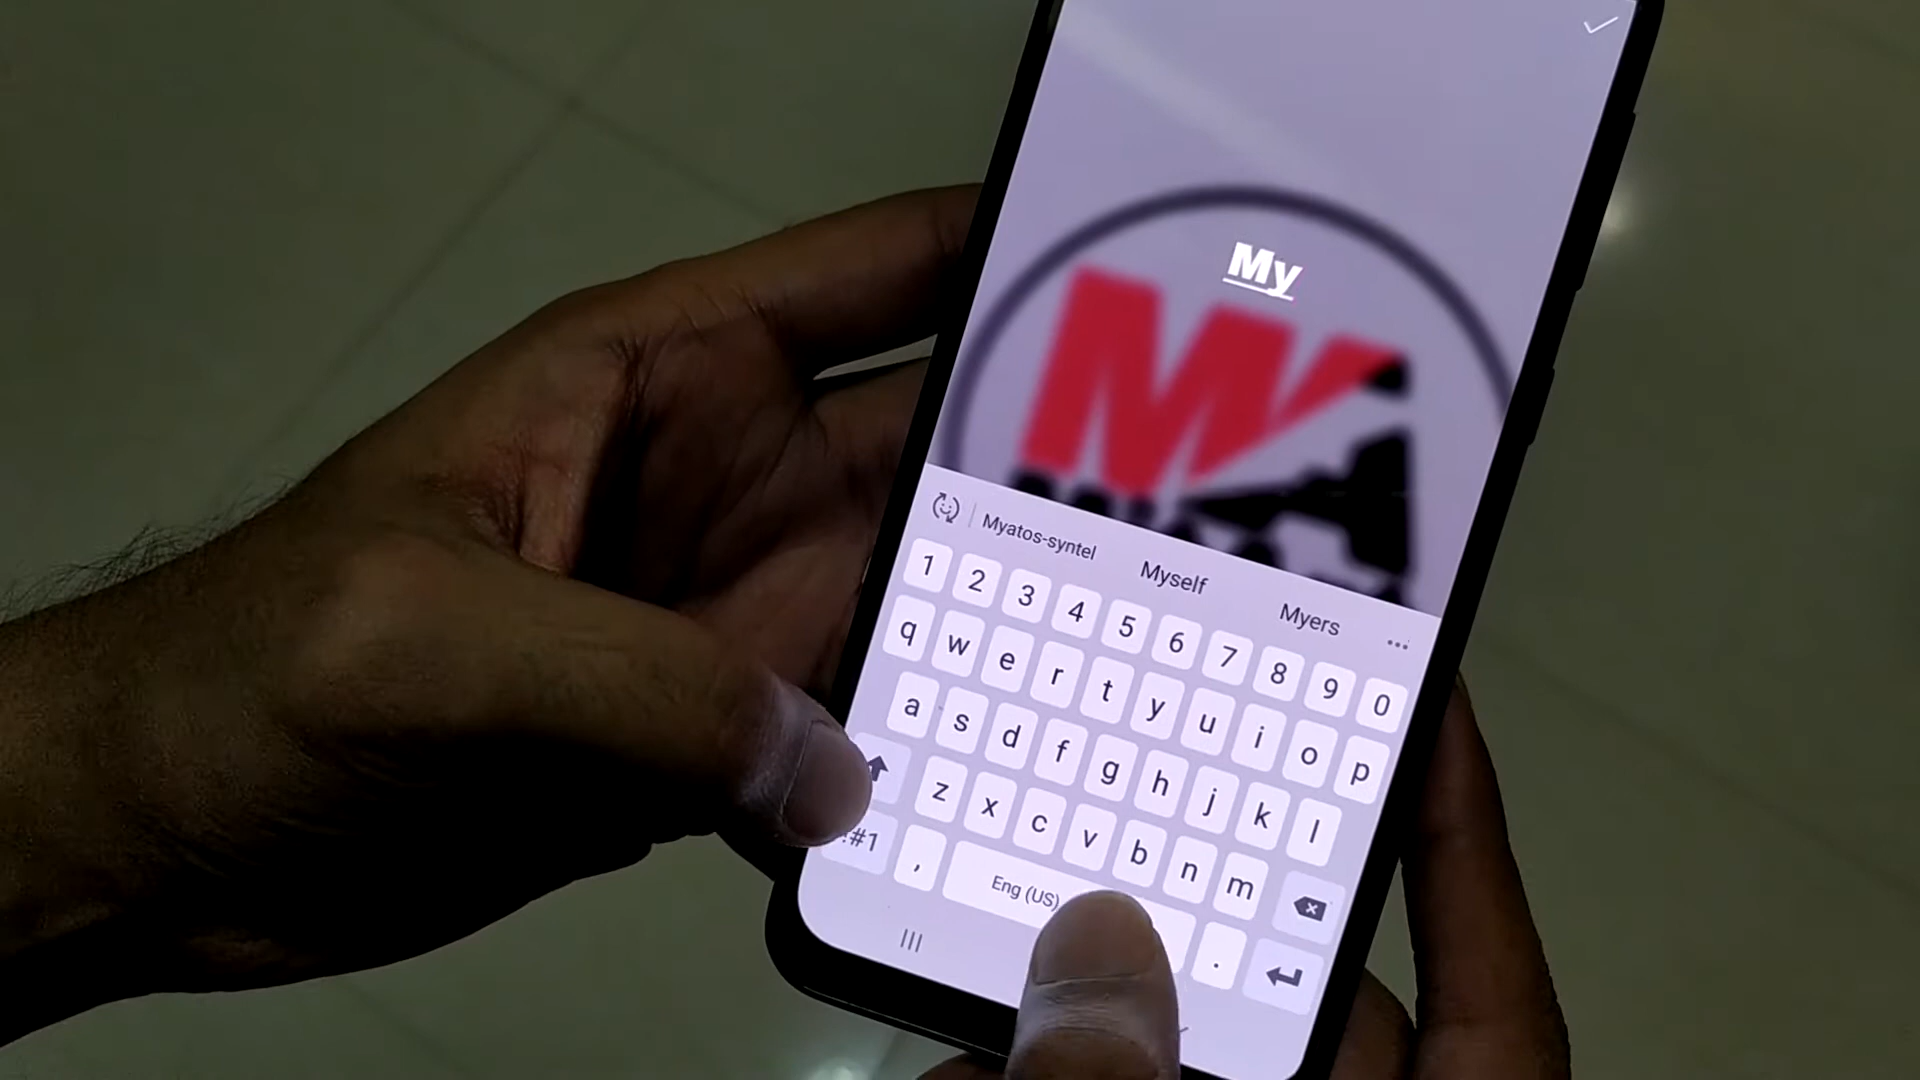 My
Myatos-syntel Myself Myers ...
1 2 3 4 5 6 7 8 9 0
q w e r t y u i o p
a s d f g h j k l
z x c v b n m
!#1 , Eng (US) .